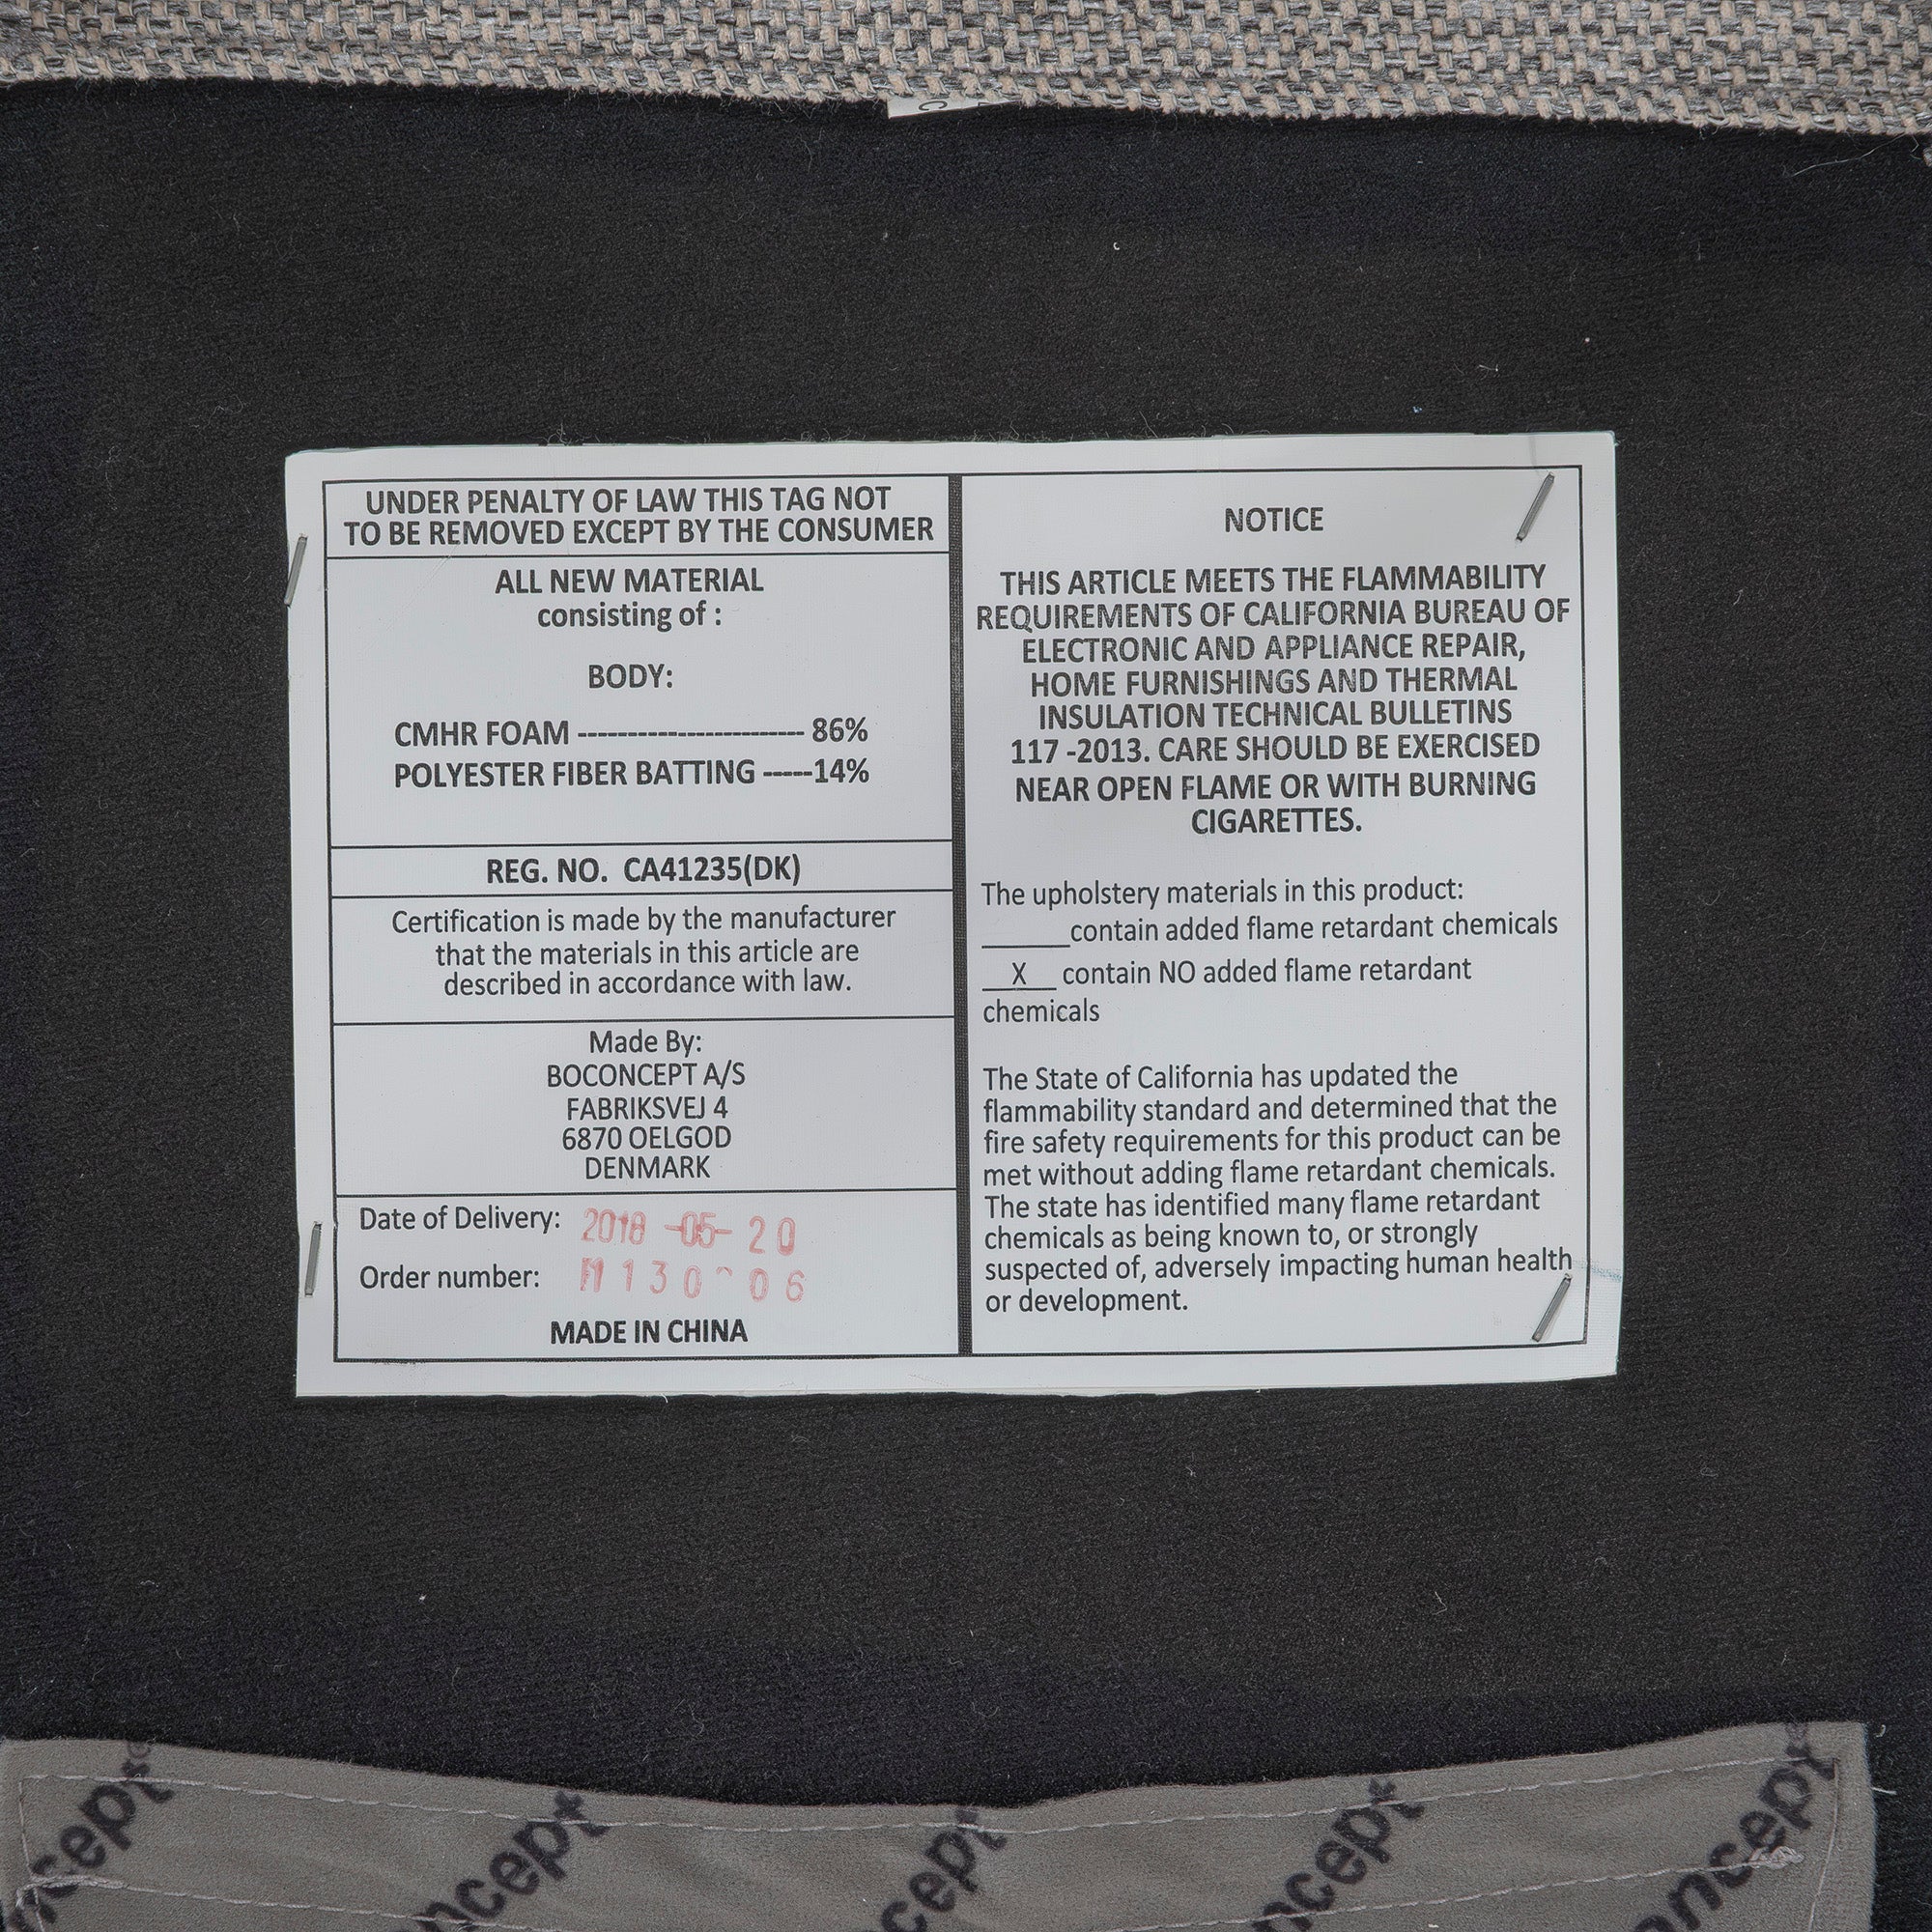 UNDER PENALTY OF LAW THIS TAG NOT
TO BE REMOVED EXCEPT BY THE CONSUMER
ALL NEW MATERIAL
consisting of :
BODY:
CMHR FOAM ----------------------- 86%
POLYESTER FIBER BATTING -----14%
REG. NO. CA41235(DK)
Certification is made by the manufacturer
that the materials in this article are
described in accordance with law.
Made By:
BOCONCEPT A/S
FABRIKSVEJ 4
6870 OELGOD
DENMARK
Date of Delivery: 2018 -05- 20
Order number:
MADE IN CHINA
NOTICE
THIS ARTICLE MEETS THE FLAMMABILITY
REQUIREMENTS OF CALIFORNIA BUREAU OF
ELECTRONIC AND APPLIANCE REPAIR,
HOME FURNISHINGS AND THERMAL
INSULATION TECHNICAL BULLETINS
117 -2013. CARE SHOULD BE EXERCISED
NEAR OPEN FLAME OR WITH BURNING
CIGARETTES.
The upholstery materials in this product:
______contain added flame retardant chemicals
__X__ contain NO added flame retardant
chemicals
The State of California has updated the
flammability standard and determined that the
fire safety requirements for this product can be
met without adding flame retardant chemicals.
The state has identified many flame retardant
chemicals as being known to, or strongly
suspected of, adversely impacting human health
or development.
ncept
ncept
ncept
ncept
oncept